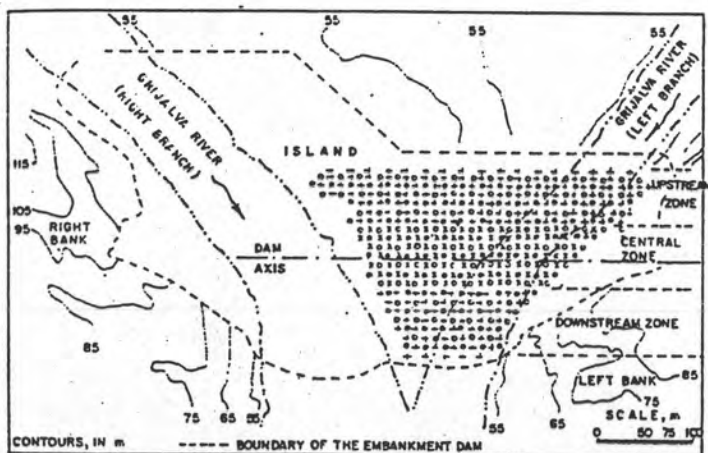 55
55
55
GRIJALVA RIVER
(RIGHT BRANCH)
GRIJALVA RIVER
(LEFT BRANCH)
ISLAND
115
105
95
RIGHT
BANK
UPSTREAM
ZONE
CENTRAL
ZONE
DAM
AXIS
DOWNSTREAM ZONE
85
75
65
55
55
65
LEFT BANK
85
75
SCALE, m
0 50 75 100
CONTOURS, IN m
BOUNDARY OF THE EMBANKMENT DAM